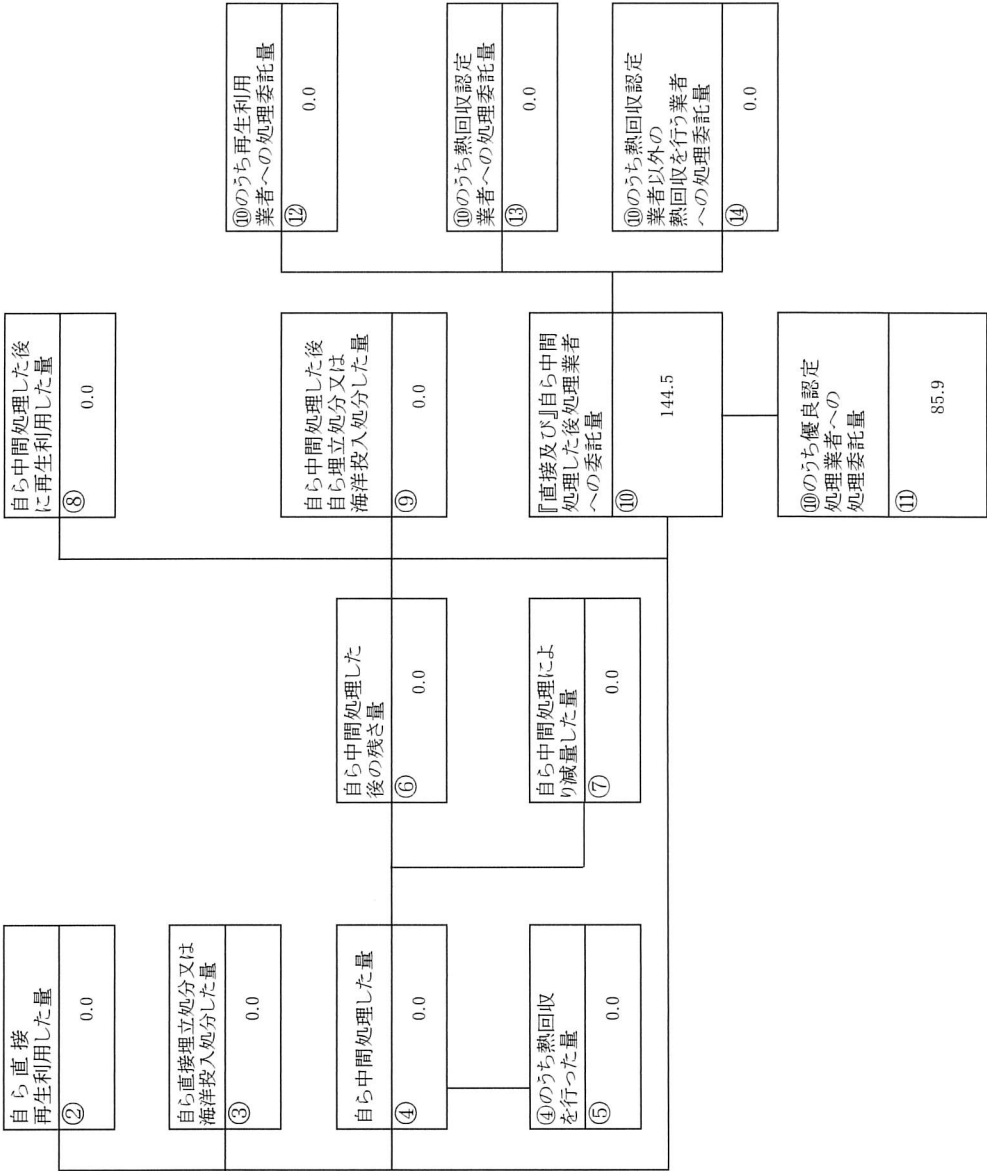 自 ら 直 接
再生利用した量
② 0.0
自ら直接埋立処分又は
海洋投入処分した量
③ 0.0
自ら中間処理した量
④ 0.0
④のうち熱回収
を行った量
⑤ 0.0
自ら中間処理した
後の残さ量
⑥ 0.0
自ら中間処理によ
り減量した量
⑦ 0.0
自ら中間処理した後
に再生利用した量
⑧ 0.0
自ら中間処理した後
自ら埋立処分又は
海洋投入処分した量
⑨ 0.0
『直接及び』自ら中間
処理した後処理業者
への委託量
⑩ 144.5
⑩のうち優良認定
処理業者への
処理委託量
⑪ 85.9
⑩のうち再生利用
業者への処理委託量
⑫ 0.0
⑩のうち熱回収認定
業者への処理委託量
⑬ 0.0
⑩のうち熱回収認定
業者以外の
熱回収を行う業者
への処理委託量
⑭ 0.0